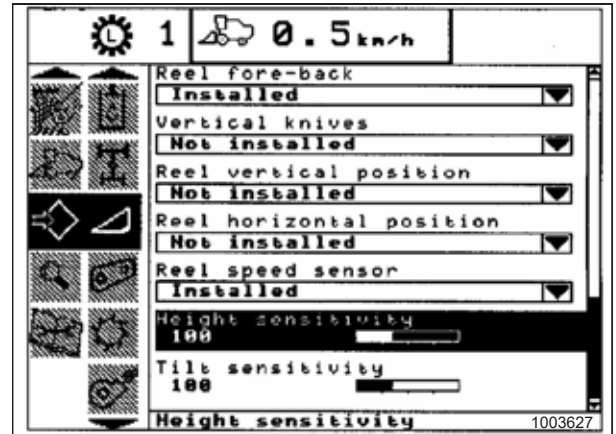 L 1 0.5km/h
Reel fore-back
Installed
Vertical knives
Not installed
Reel vertical position
Not installed
Reel horizontal position
Not installed
Reel speed sensor
Installed
Height sensitivity
100
Tilt sensitivity
100
Height sensitivity
1003627